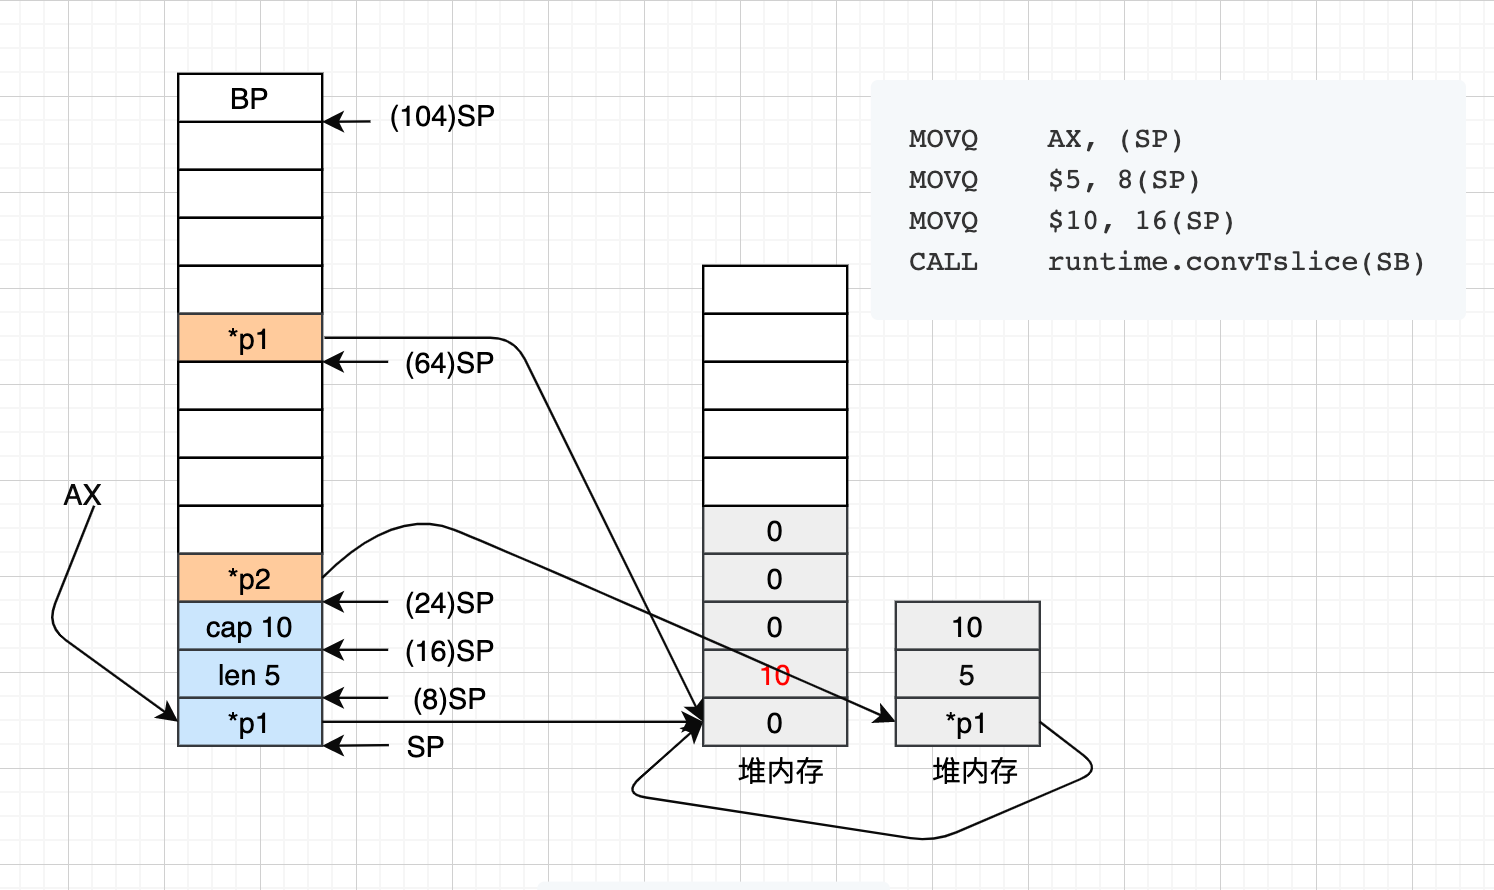 BP
(104)SP
MOVQ AX, (SP)
MOVQ $5, 8(SP)
MOVQ $10, 16(SP)
CALL runtime.convTslice(SB)
*p1
(64)SP
AX
0
*p2
0
(24)SP
cap 10
0
10
(16)SP
len 5
10
5
(8)SP
*p1
0
*p1
SP
堆内存
堆内存